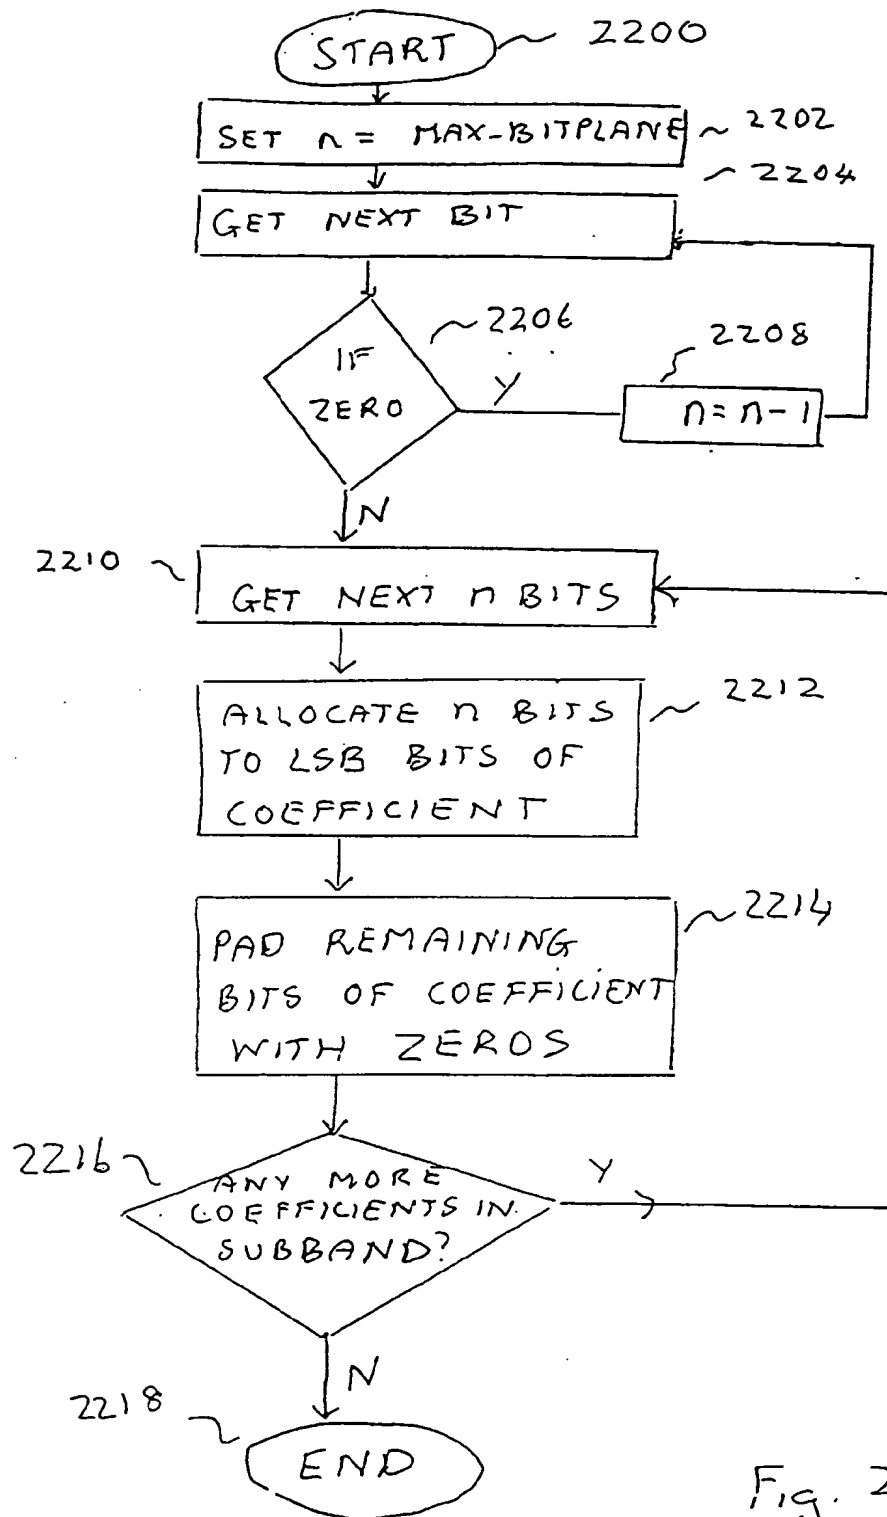 START 2200
SET n = MAX-BITPLANE 2202
2204
GET NEXT BIT
2206
IF
ZERO
Y
2208
n = n - 1
N
2210
GET NEXT n BITS
2212
ALLOCATE n BITS
TO LSB BITS OF
COEFFICIENT
2214
PAD REMAINING
BITS OF COEFFICIENT
WITH ZEROS
2216
ANY MORE
COEFFICIENTS IN
SUBBAND?
Y
N
2218
END
Fig. 2